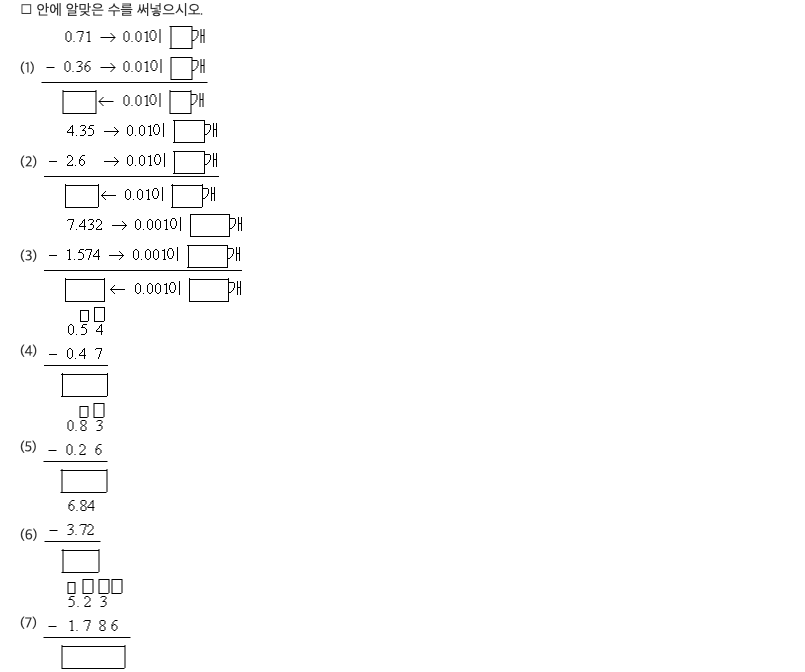 □ 안에 알맞은 수를 써넣으시오.
0.71 → 0.01이 □개
(1) − 0.36 → 0.01이 □개
□ ← 0.01이 □개
4.35 → 0.01이 □개
(2) − 2.6 → 0.01이 □개
□ ← 0.01이 □개
7.432 → 0.001이 □개
(3) − 1.574 → 0.001이 □개
□ ← 0.001이 □개
□ □
0.5 4
(4) − 0.4 7
□
□ □
0.8 3
(5) − 0.2 6
□
6.84
(6) − 3.72
□
□ □ □ □
5. 2 3
(7) − 1. 7 8 6
□